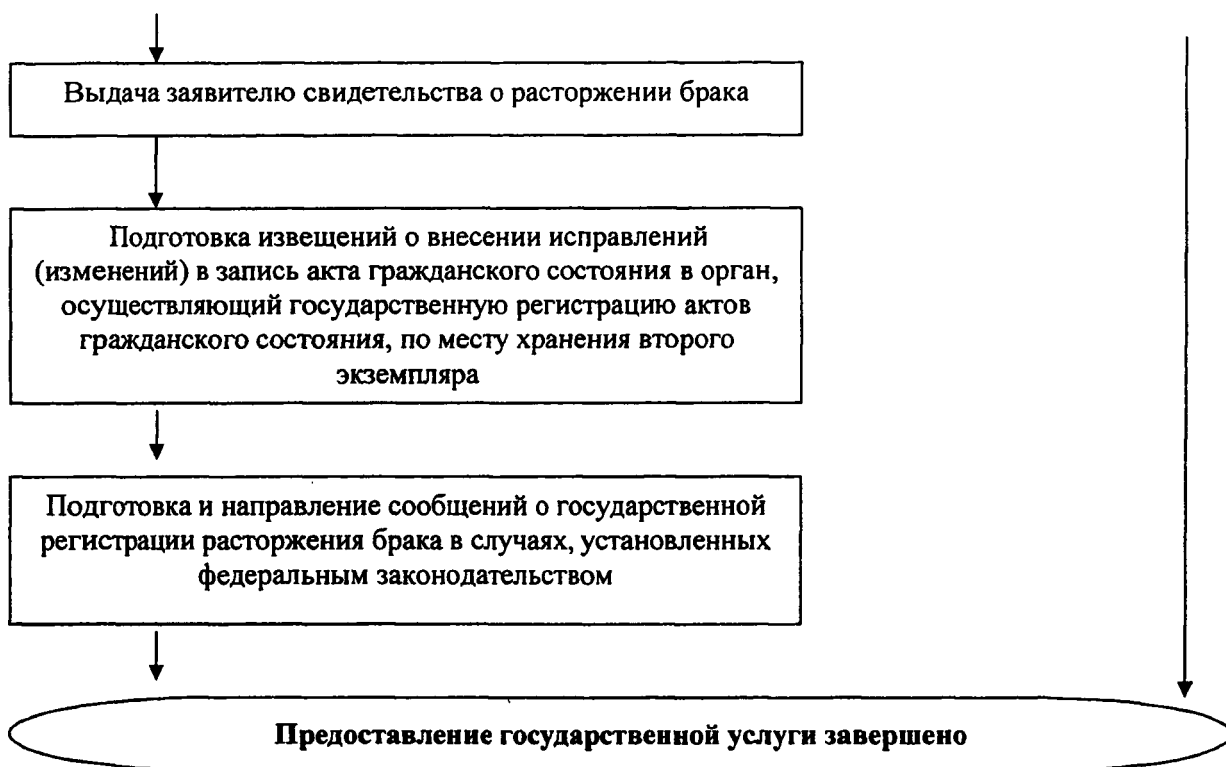 Выдача заявителю свидетельства о расторжении брака
Подготовка извещений о внесении исправлений
(изменений) в запись акта гражданского состояния в орган,
осуществляющий государственную регистрацию актов
гражданского состояния, по месту хранения второго
экземпляра
Подготовка и направление сообщений о государственной
регистрации расторжения брака в случаях, установленных
федеральным законодательством
Предоставление государственной услуги завершено